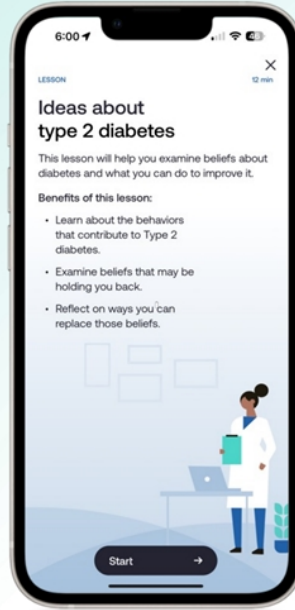 6:00
48
LESSON
12 min
Ideas about
type 2 diabetes
This lesson will help you examine beliefs about
diabetes and what you can do to improve it.
Benefits of this lesson:
• Learn about the behaviors
that contribute to Type 2
diabetes.
• Examine beliefs that may be
holding you back.
• Reflect on ways you can
replace those beliefs.
Start